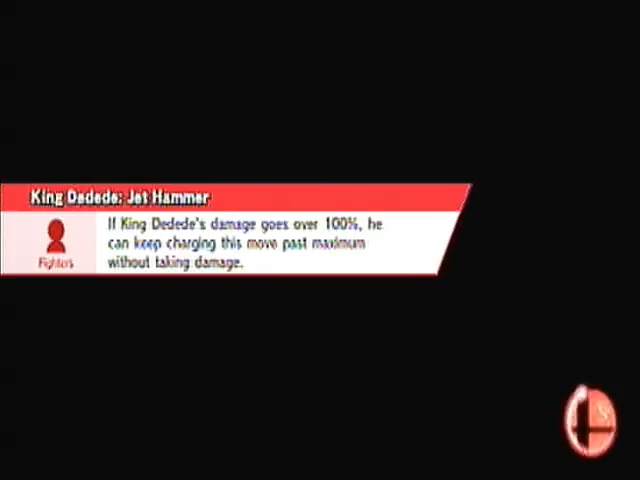 King Dedede: Jet Hammer
If King Dedede's damage goes over 100%, he
can keep charging this move past maximum
without taking damage.
Fighters